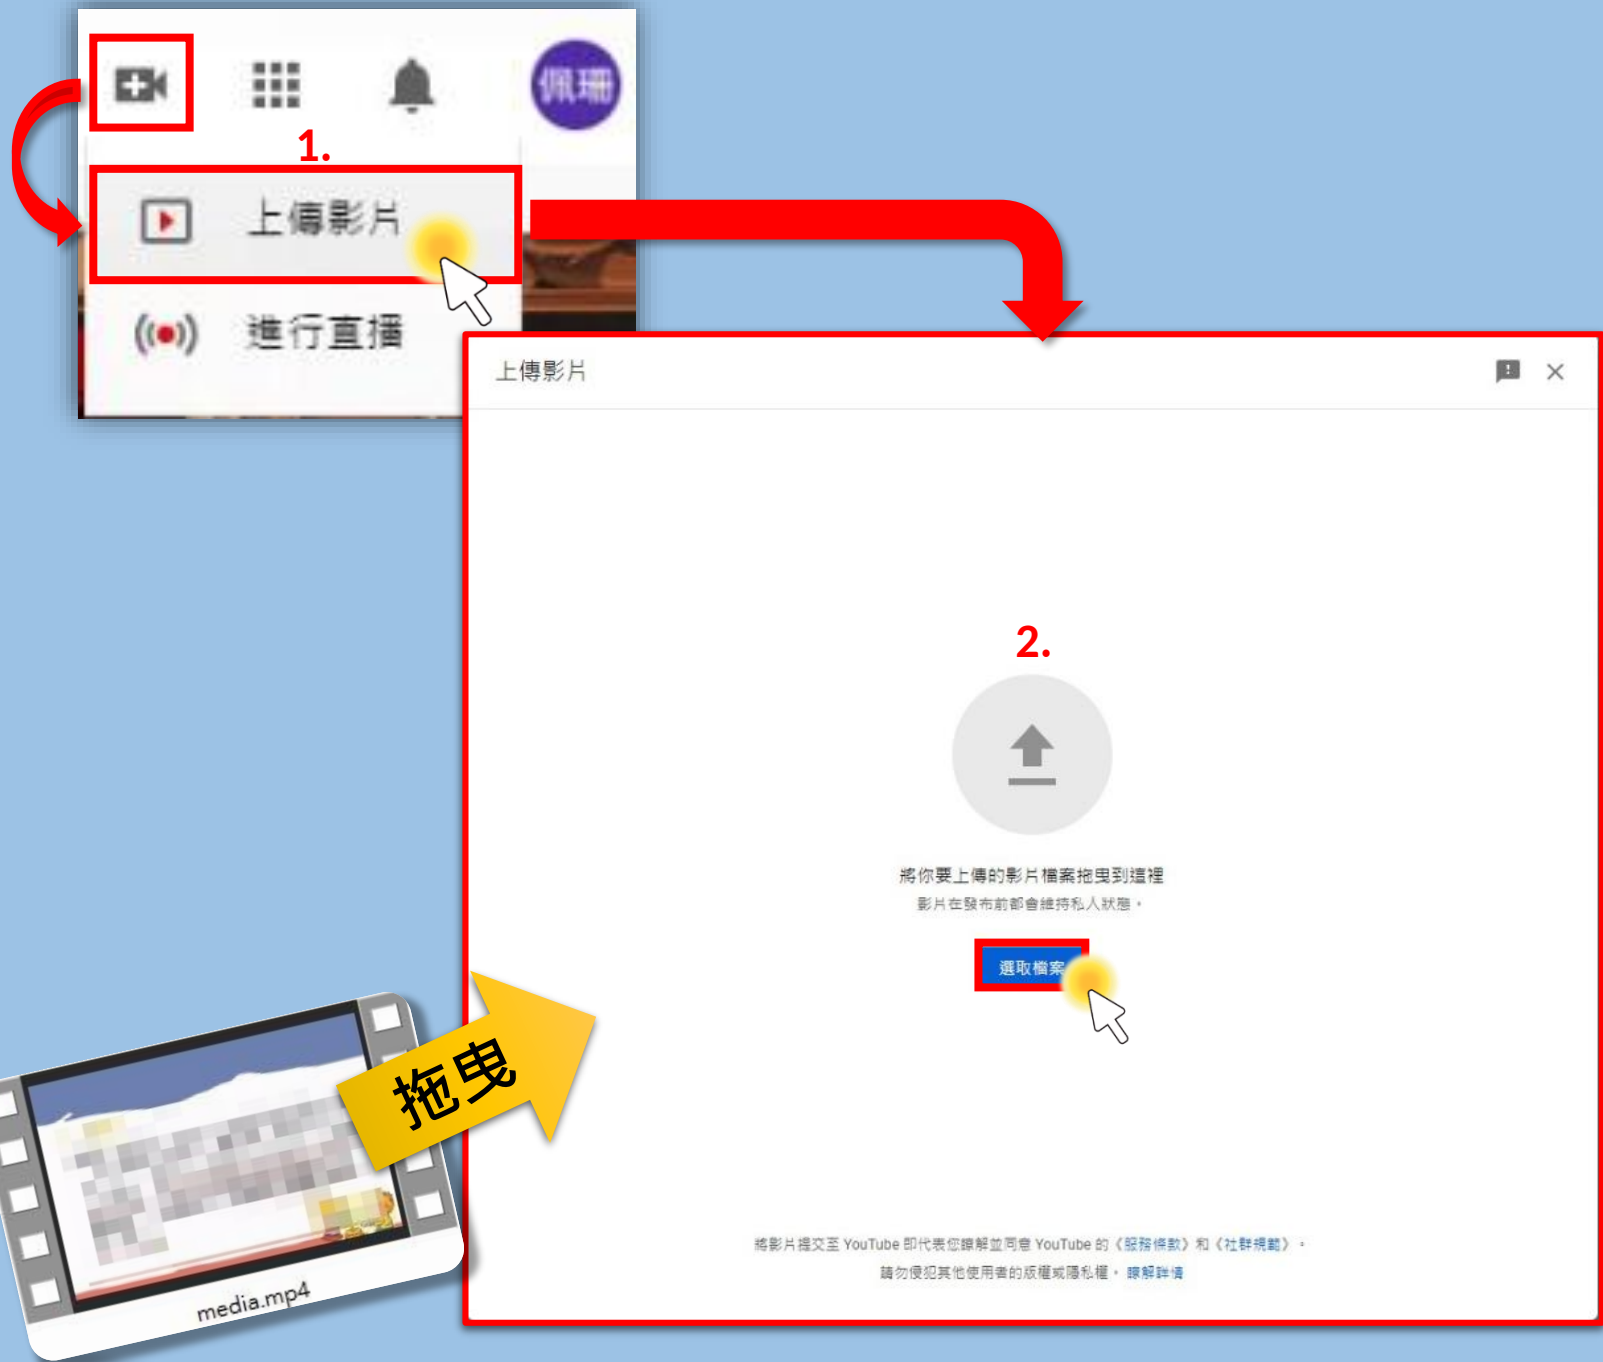 佩珊
1.
上傳影片
進行直播
上傳影片
2.
將你要上傳的影片檔案拖曳到這裡
影片在發布前都會維持私人狀態。
選取檔案
拖曳
media.mp4
將影片提交至 YouTube 即代表您瞭解並同意 YouTube 的《服務條款》和《社群規範》。
請勿侵犯其他使用者的版權或隱私權。瞭解詳情